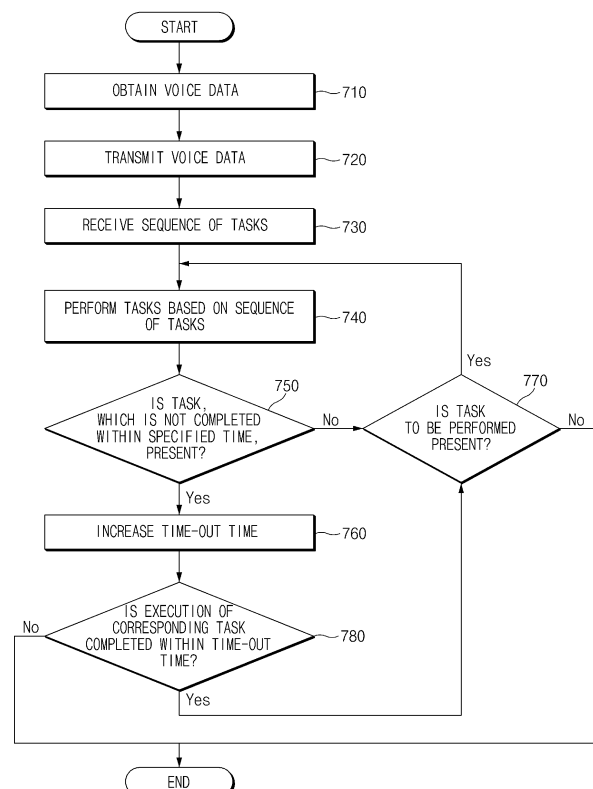 START
OBTAIN VOICE DATA
710
TRANSMIT VOICE DATA
720
RECEIVE SEQUENCE OF TASKS
730
PERFORM TASKS BASED ON SEQUENCE
OF TASKS
740
IS TASK,
WHICH IS NOT COMPLETED
WITHIN SPECIFIED TIME,
PRESENT?
750
No
Yes
IS TASK
TO BE PERFORMED
PRESENT?
770
Yes
No
INCREASE TIME-OUT TIME
760
IS EXECUTION OF
CORRESPONDING TASK
COMPLETED WITHIN TIME-OUT
TIME?
780
No
Yes
END